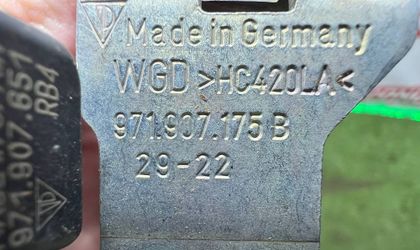 Made in Germany
WGD >HC420LA<
971.907.175 B
29-22
971.907.651
RB4